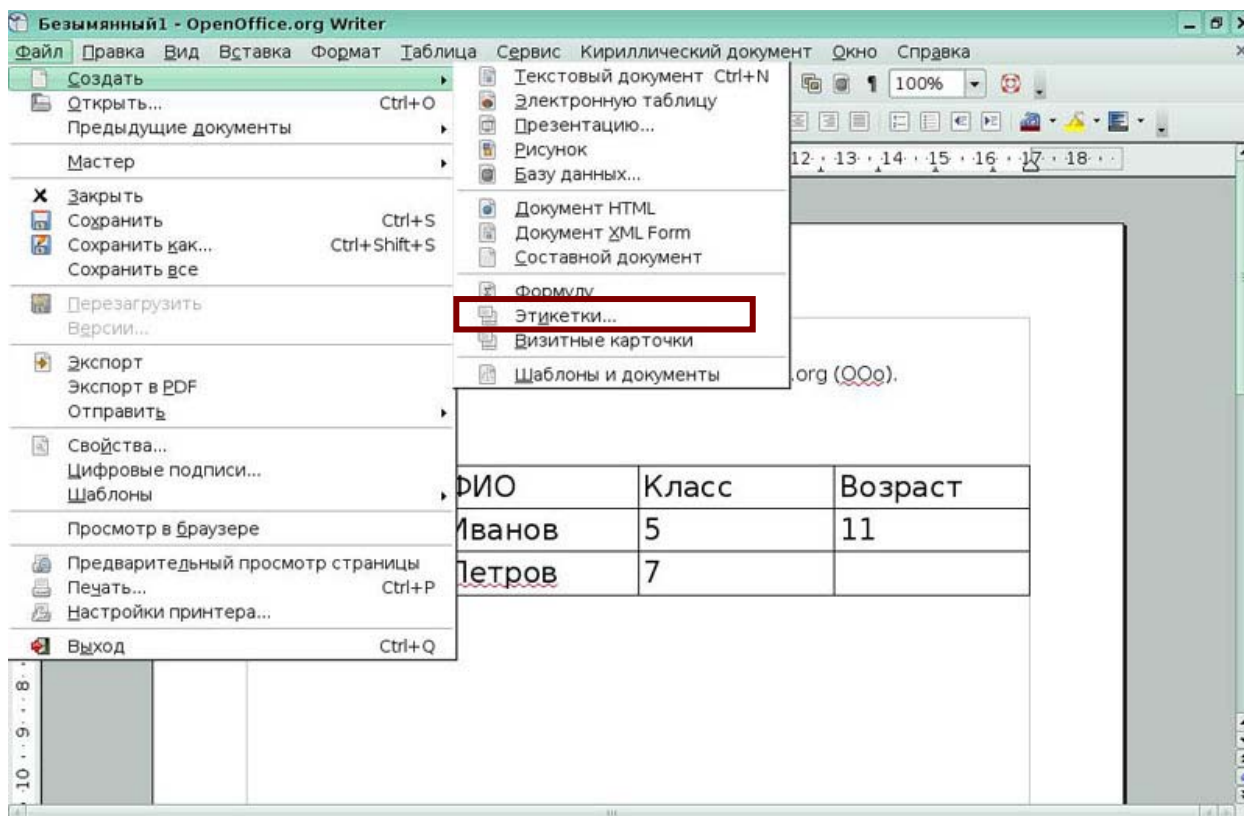 Безымянный1 - OpenOffice.org Writer
Файл Правка Вид Вставка Формат Таблица Сервис Кириллический документ Окно Справка
Создать
Открыть... Ctrl+O
Предыдущие документы
Мастер
Закрыть
Сохранить Ctrl+S
Сохранить как... Ctrl+Shift+S
Сохранить все
Перезагрузить
Версии...
Экспорт
Экспорт в PDF
Отправить
Свойства...
Цифровые подписи...
Шаблоны
Просмотр в браузере
Предварительный просмотр страницы
Печать... Ctrl+P
Настройки принтера...
Выход Ctrl+Q
Текстовый документ Ctrl+N
Электронную таблицу
Презентацию...
Рисунок
Базу данных...
Документ HTML
Документ XML Form
Составной документ
Формулу
Этикетки...
Визитные карточки
Шаблоны и документы
100%
12 13 14 15 16 17 18
.org (OOo).
ФИО Класс Возраст
Иванов 5 11
Петров 7
8
9
10